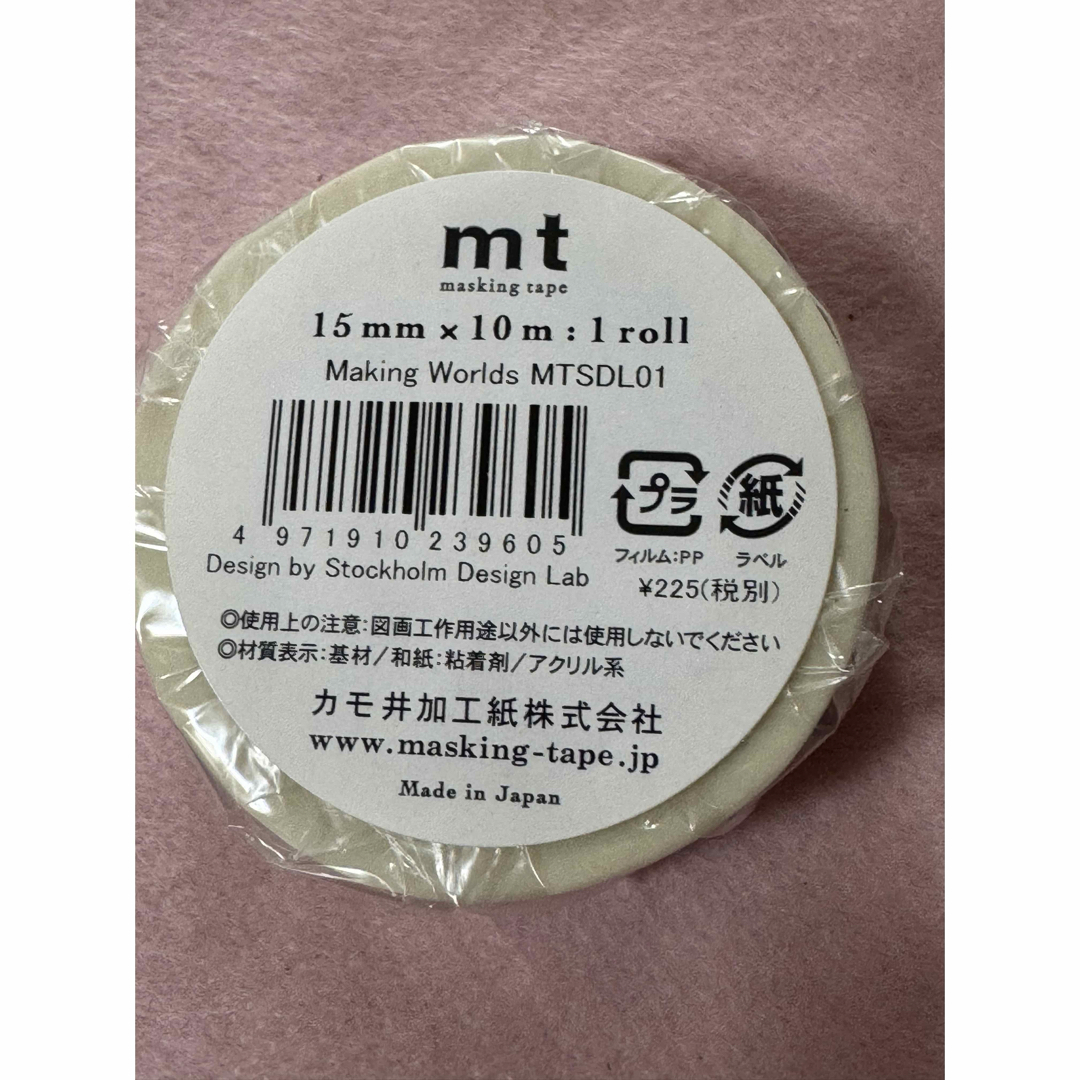 mt
masking tape
15mm x 10m : 1 roll
Making Worlds MTSDL01
4 971910 239605
プラ 紙
フィルム:PP ラベル
Design by Stockholm Design Lab
¥225(税別)
◎使用上の注意:図画工作用途以外には使用しないでください
◎材質表示:基材/和紙:粘着剤/アクリル系
カモ井加工紙株式会社
www.masking-tape.jp
Made in Japan